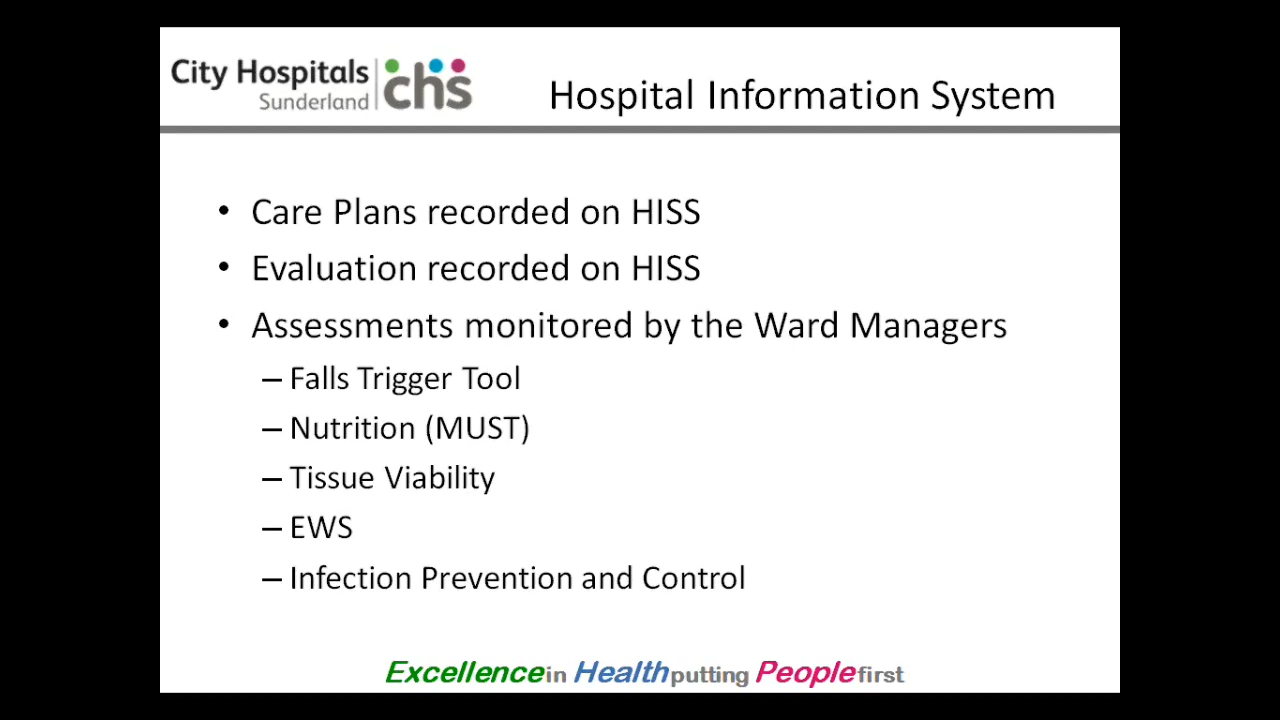 City Hospitals
Sunderland
chs
Hospital Information System
• Care Plans recorded on HISS
• Evaluation recorded on HISS
• Assessments monitored by the Ward Managers
– Falls Trigger Tool
– Nutrition (MUST)
– Tissue Viability
– EWS
– Infection Prevention and Control
Excellence in Health putting People first